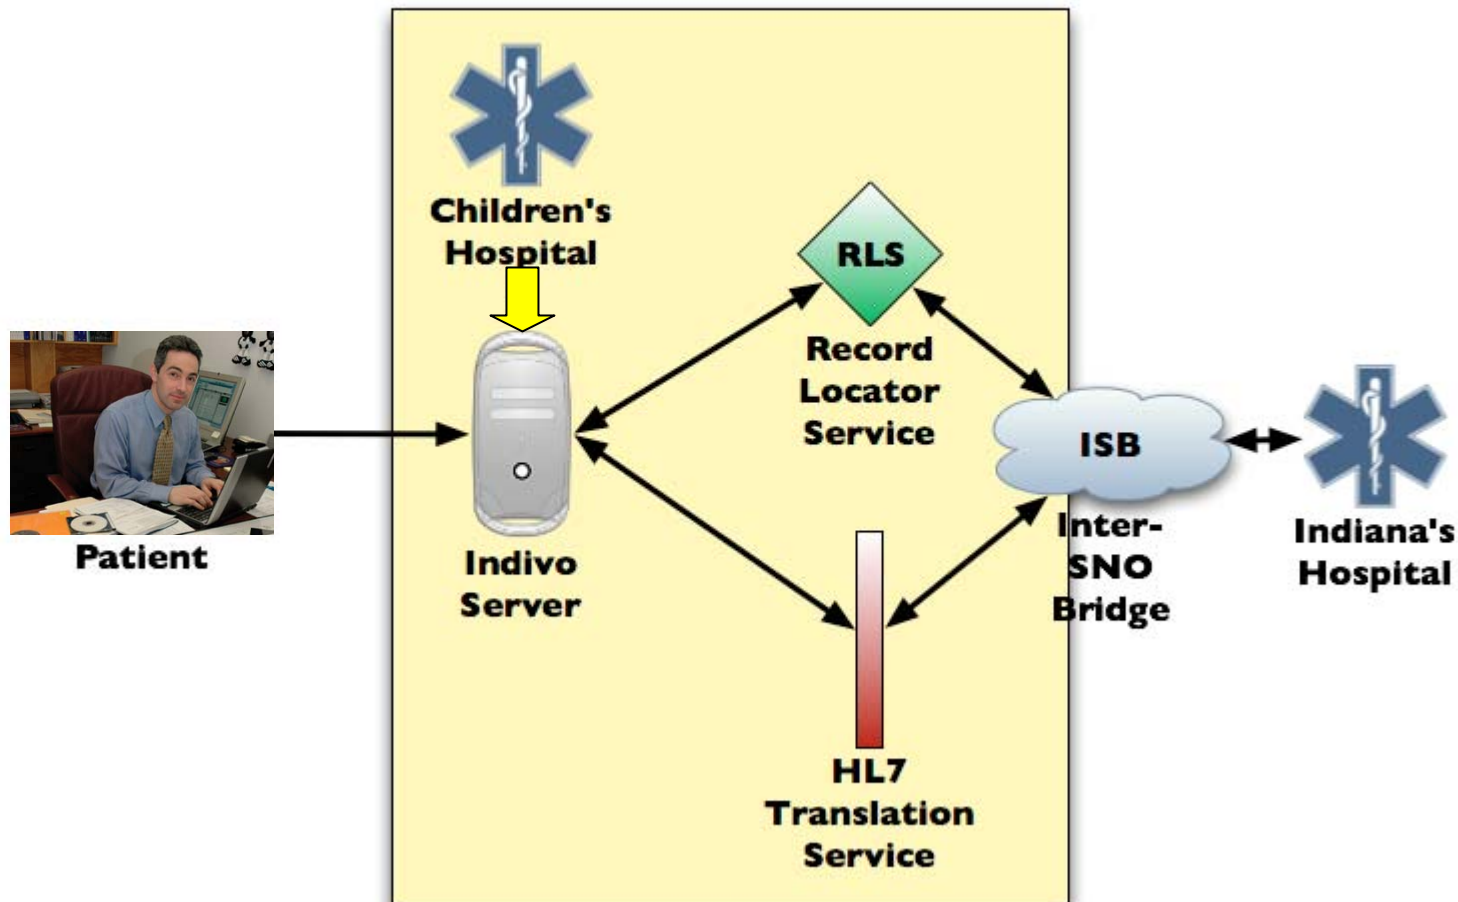 Children's
Hospital
RLS
Record
Locator
Service
Patient
Indivo
Server
ISB
Inter-
SNO
Bridge
Indiana's
Hospital
HL7
Translation
Service